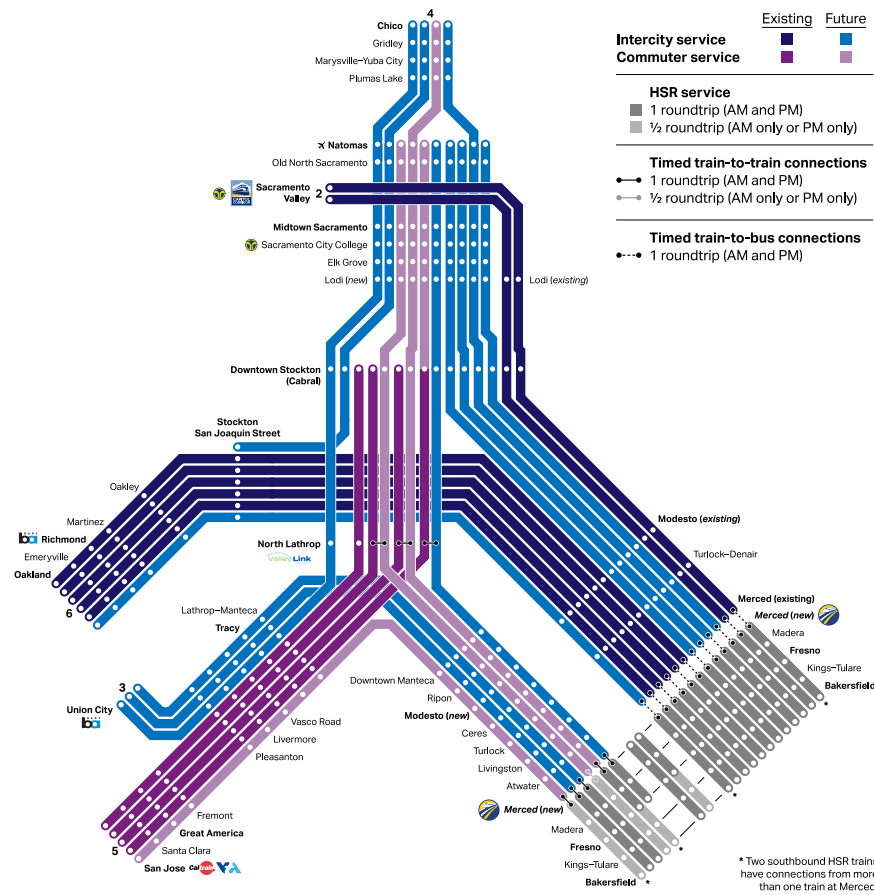 4
Chico
Gridley
Marysville–Yuba City
Plumas Lake
Natomas
Old North Sacramento
Sacramento
Valley
2
Midtown Sacramento
Sacramento City College
Elk Grove
Lodi (new)
Lodi (existing)
Downtown Stockton
(Cabral)
Stockton
San Joaquin Street
Oakley
Martinez
ba Richmond
Emeryville
Oakland
6
North Lathrop
ValleyLink
Lathrop–Manteca
Tracy
3
Union City
ba
Modesto (existing)
Turlock–Denair
Merced (existing)
Merced (new)
Madera
Fresno
Kings–Tulare
Bakersfield
*
Downtown Manteca
Ripon
Modesto (new)
Ceres
Turlock
Livingston
Atwater
Merced (new)
Madera
Fresno
Kings–Tulare
Bakersfield
*
*
*
Vasco Road
Livermore
Pleasanton
Fremont
Great America
5
Santa Clara
San Jose Caltrain
Existing Future
Intercity service
Commuter service
HSR service
1 roundtrip (AM and PM)
½ roundtrip (AM only or PM only)
Timed train-to-train connections
1 roundtrip (AM and PM)
½ roundtrip (AM only or PM only)
Timed train-to-bus connections
1 roundtrip (AM and PM)
* Two southbound HSR trains
have connections from more
than one train at Merced